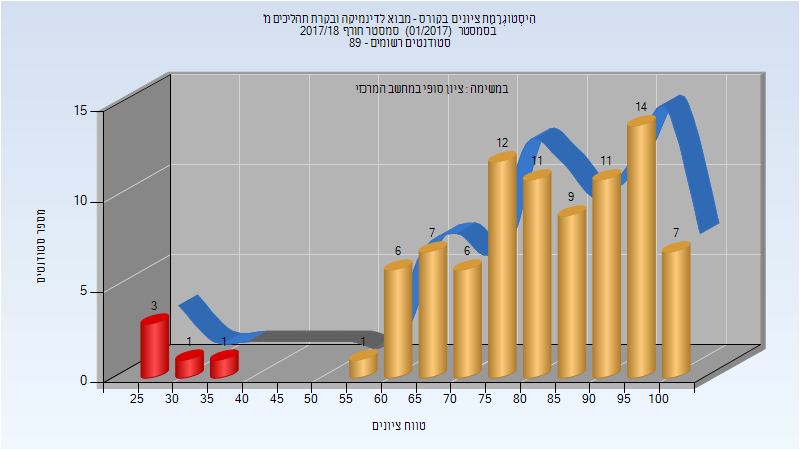 היסטוגרמת ציונים בקורס - מבוא לדינמיקה ובקרת תהליכים מ'
בסמסטר (01/2017) סמסטר חורף 2017/18
סטודנטים רשומים - 89
במשימה : ציון סופי במחשב המרכזי
מספר סטודנטים
15
10
5
0
3
1
1
1
6
7
6
12
11
9
11
14
7
25 30 35 40 45 50 55 60 65 70 75 80 85 90 95 100
טווח ציונים